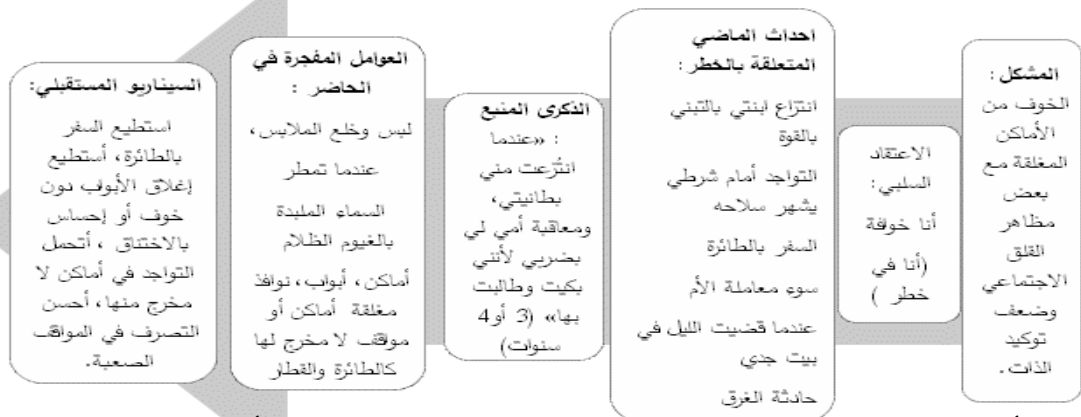 المشكل :
الخوف من
الأماكن
المغلقة مع
بعض
مظاهر
القلق
الاجتماعي
وضعف
توكيد
الذات .
الاعتقاد
السلبي :
أنا خوافة
(أنا في
خطر )
احداث الماضي
المتعلقة بالخطر :
انتزاع ابنتي بالتبني
بالقوة
التواجد أمام شرطي
يشهر سلاحه
السفر بالطائرة
سوء معاملة الأم
عندما قضيت الليل في
بيت جدي
حادثة الغرق
الذكرى المنبع
: «عندما
انتُزعت مني
بطانيتي،
ومعاقبة أمي لي
بضربي لأنني
بكيت وطالبت
بها» (3 أو 4
سنوات)
العوامل المفجرة في
الحاضر :
لبس وخلع الملابس،
عندما تمطر
السماء الملبدة
بالغيوم الظلام
أماكن، أبواب، نوافذ
مغلقة أماكن أو
مواقف لا مخرج لها
كالطائرة والقطار
السيناريو المستقبلي:
استطيع السفر
بالطائرة، أستطيع
إغلاق الأبواب دون
خوف أو إحساس
بالاختناق ، أتحمل
التواجد في أماكن لا
مخرج منها، أحسن
التصرف في المواقف
الصعبة.